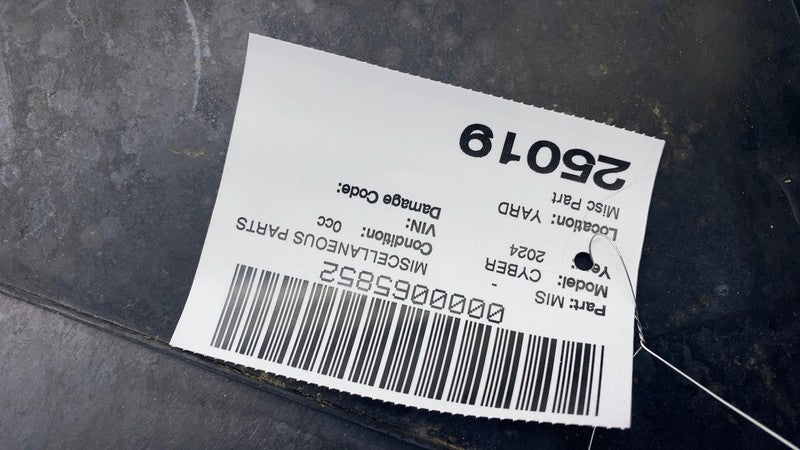 0000065852
Part: MIS - MISCELLANEOUS PARTS
Model: CYBER
Year: 2024 Condition: 0cc
Location: YARD VIN:
Misc Part Damage Code:
25019